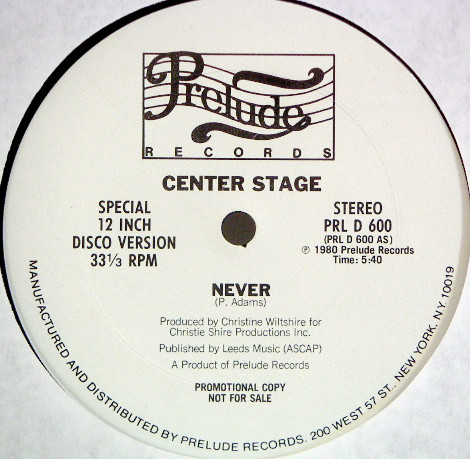 Prelude
RECORDS
CENTER STAGE
SPECIAL
12 INCH
DISCO VERSION
33⅓ RPM
STEREO
PRL D 600
(PRL D 600 AS)
℗ 1980 Prelude Records
Time: 5:40
NEVER
(P. Adams)
Produced by Christine Wiltshire for
Christie Shire Productions Inc.
Published by Leeds Music (ASCAP)
A Product of Prelude Records
PROMOTIONAL COPY
NOT FOR SALE
MANUFACTURED AND DISTRIBUTED BY PRELUDE RECORDS, 200 WEST 57 ST., NEW YORK, NY 10019